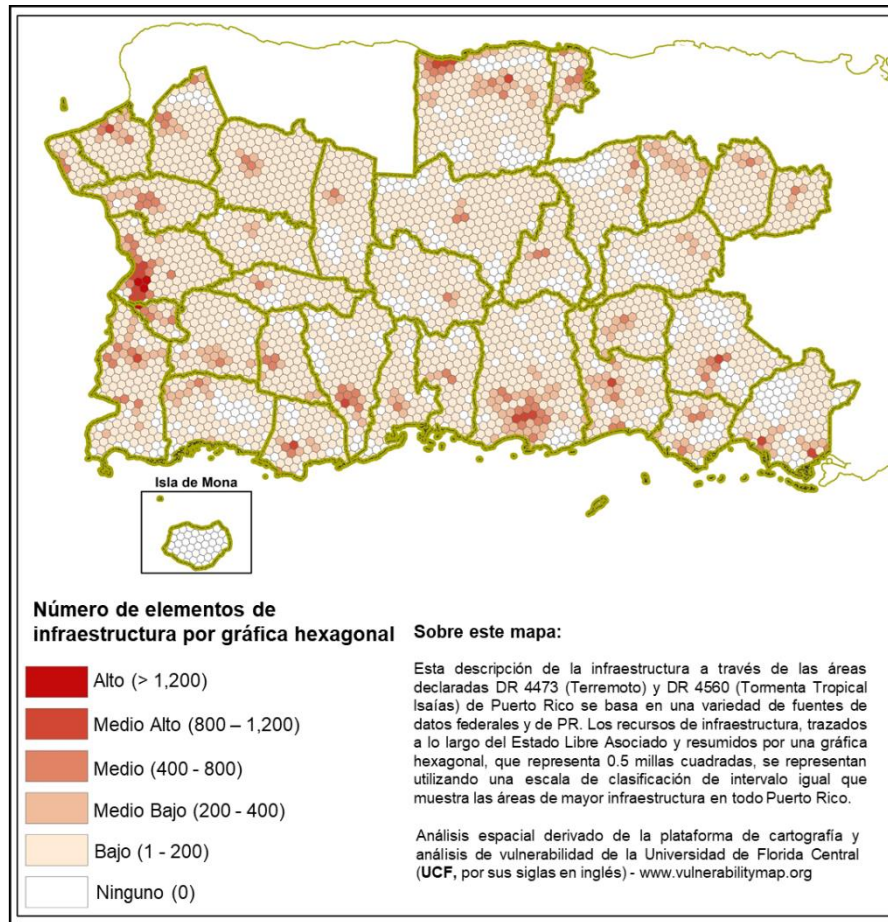 Isla de Mona
Número de elementos de
infraestructura por gráfica hexagonal
Alto (> 1,200)
Medio Alto (800 – 1,200)
Medio (400 - 800)
Medio Bajo (200 - 400)
Bajo (1 - 200)
Ninguno (0)
Sobre este mapa:
Esta descripción de la infraestructura a través de las áreas
declaradas DR 4473 (Terremoto) y DR 4560 (Tormenta Tropical
Isaías) de Puerto Rico se basa en una variedad de fuentes de
datos federales y de PR. Los recursos de infraestructura, trazados
a lo largo del Estado Libre Asociado y resumidos por una gráfica
hexagonal, que representa 0.5 millas cuadradas, se representan
utilizando una escala de clasificación de intervalo igual que
muestra las áreas de mayor infraestructura en todo Puerto Rico.
Análisis espacial derivado de la plataforma de cartografía y
análisis de vulnerabilidad de la Universidad de Florida Central
(UCF, por sus siglas en inglés) - www.vulnerabilitymap.org